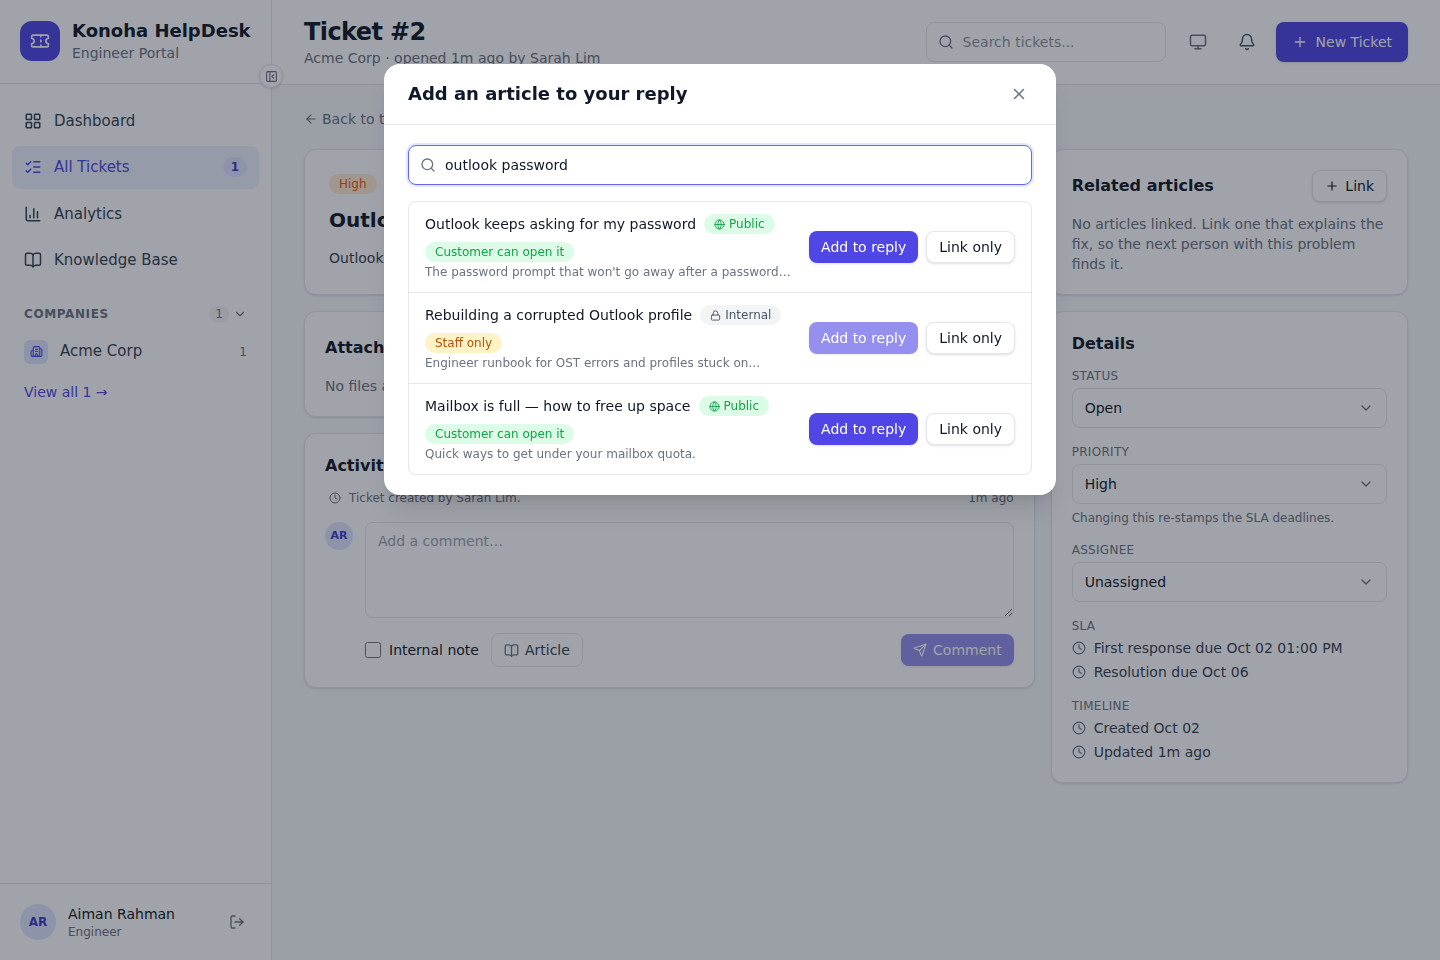 Konoha HelpDesk
Engineer Portal
Dashboard
All Tickets 1
Analytics
Knowledge Base
COMPANIES 1
Acme Corp 1
View all 1 →
AR
Aiman Rahman
Engineer
Ticket #2
Acme Corp · opened 1m ago by Sarah Lim
Search tickets...
New Ticket
← Back to t
High
Outlo
Outlook
Attach
No files a
Activit
Ticket created by Sarah Lim. 1m ago
AR
Add a comment...
Internal note
Article
Comment
Add an article to your reply
outlook password
Outlook keeps asking for my password Public
Customer can open it
The password prompt that won't go away after a password...
Add to reply Link only
Rebuilding a corrupted Outlook profile Internal
Staff only
Engineer runbook for OST errors and profiles stuck on...
Add to reply Link only
Mailbox is full — how to free up space Public
Customer can open it
Quick ways to get under your mailbox quota.
Add to reply Link only
Related articles
Link
No articles linked. Link one that explains the
fix, so the next person with this problem
finds it.
Details
STATUS
Open
PRIORITY
High
Changing this re-stamps the SLA deadlines.
ASSIGNEE
Unassigned
SLA
First response due Oct 02 01:00 PM
Resolution due Oct 06
TIMELINE
Created Oct 02
Updated 1m ago